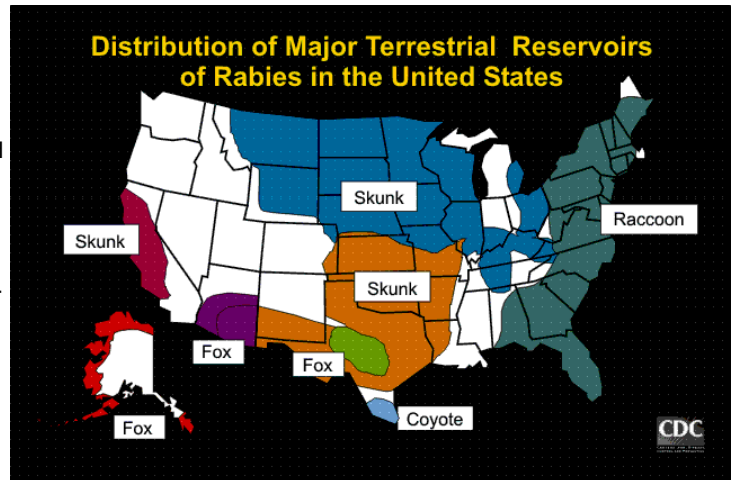 Distribution of Major Terrestrial Reservoirs
of Rabies in the United States
Skunk
Raccoon
Skunk
Skunk
Fox
Fox
Coyote
Fox
CDC